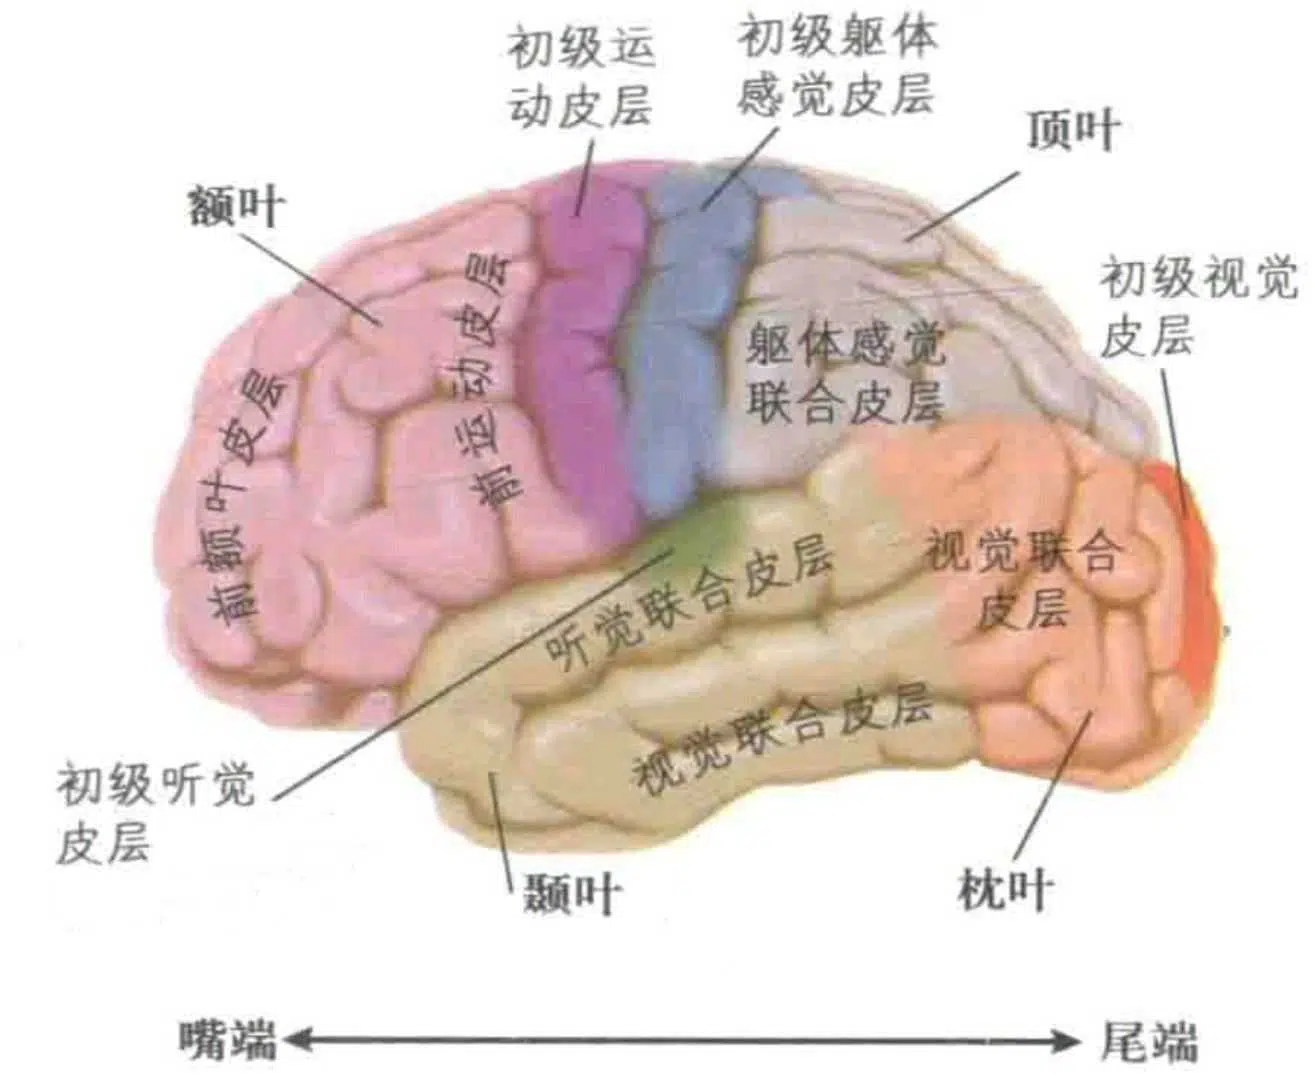 初级运
动皮层
初级躯体
感觉皮层
顶叶
额叶
初级视觉
皮层
前运动皮层
躯体感觉
联合皮层
前额叶皮层
视觉联合
皮层
听觉联合皮层
视觉联合皮层
初级听觉
皮层
颞叶
枕叶
嘴端
尾端